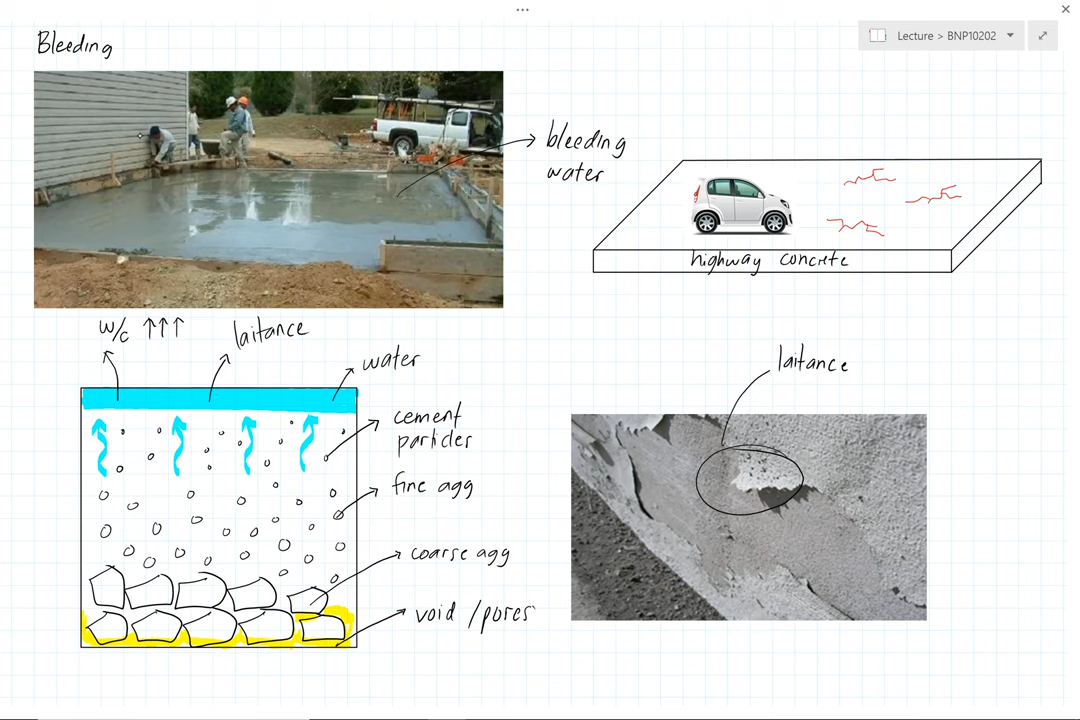 Lecture > BNP10202
Bleeding
bleeding
water
highway concrete
w/c ↑↑↑
laitance
water
cement
particles
fine agg
coarse agg
void/pores
laitance